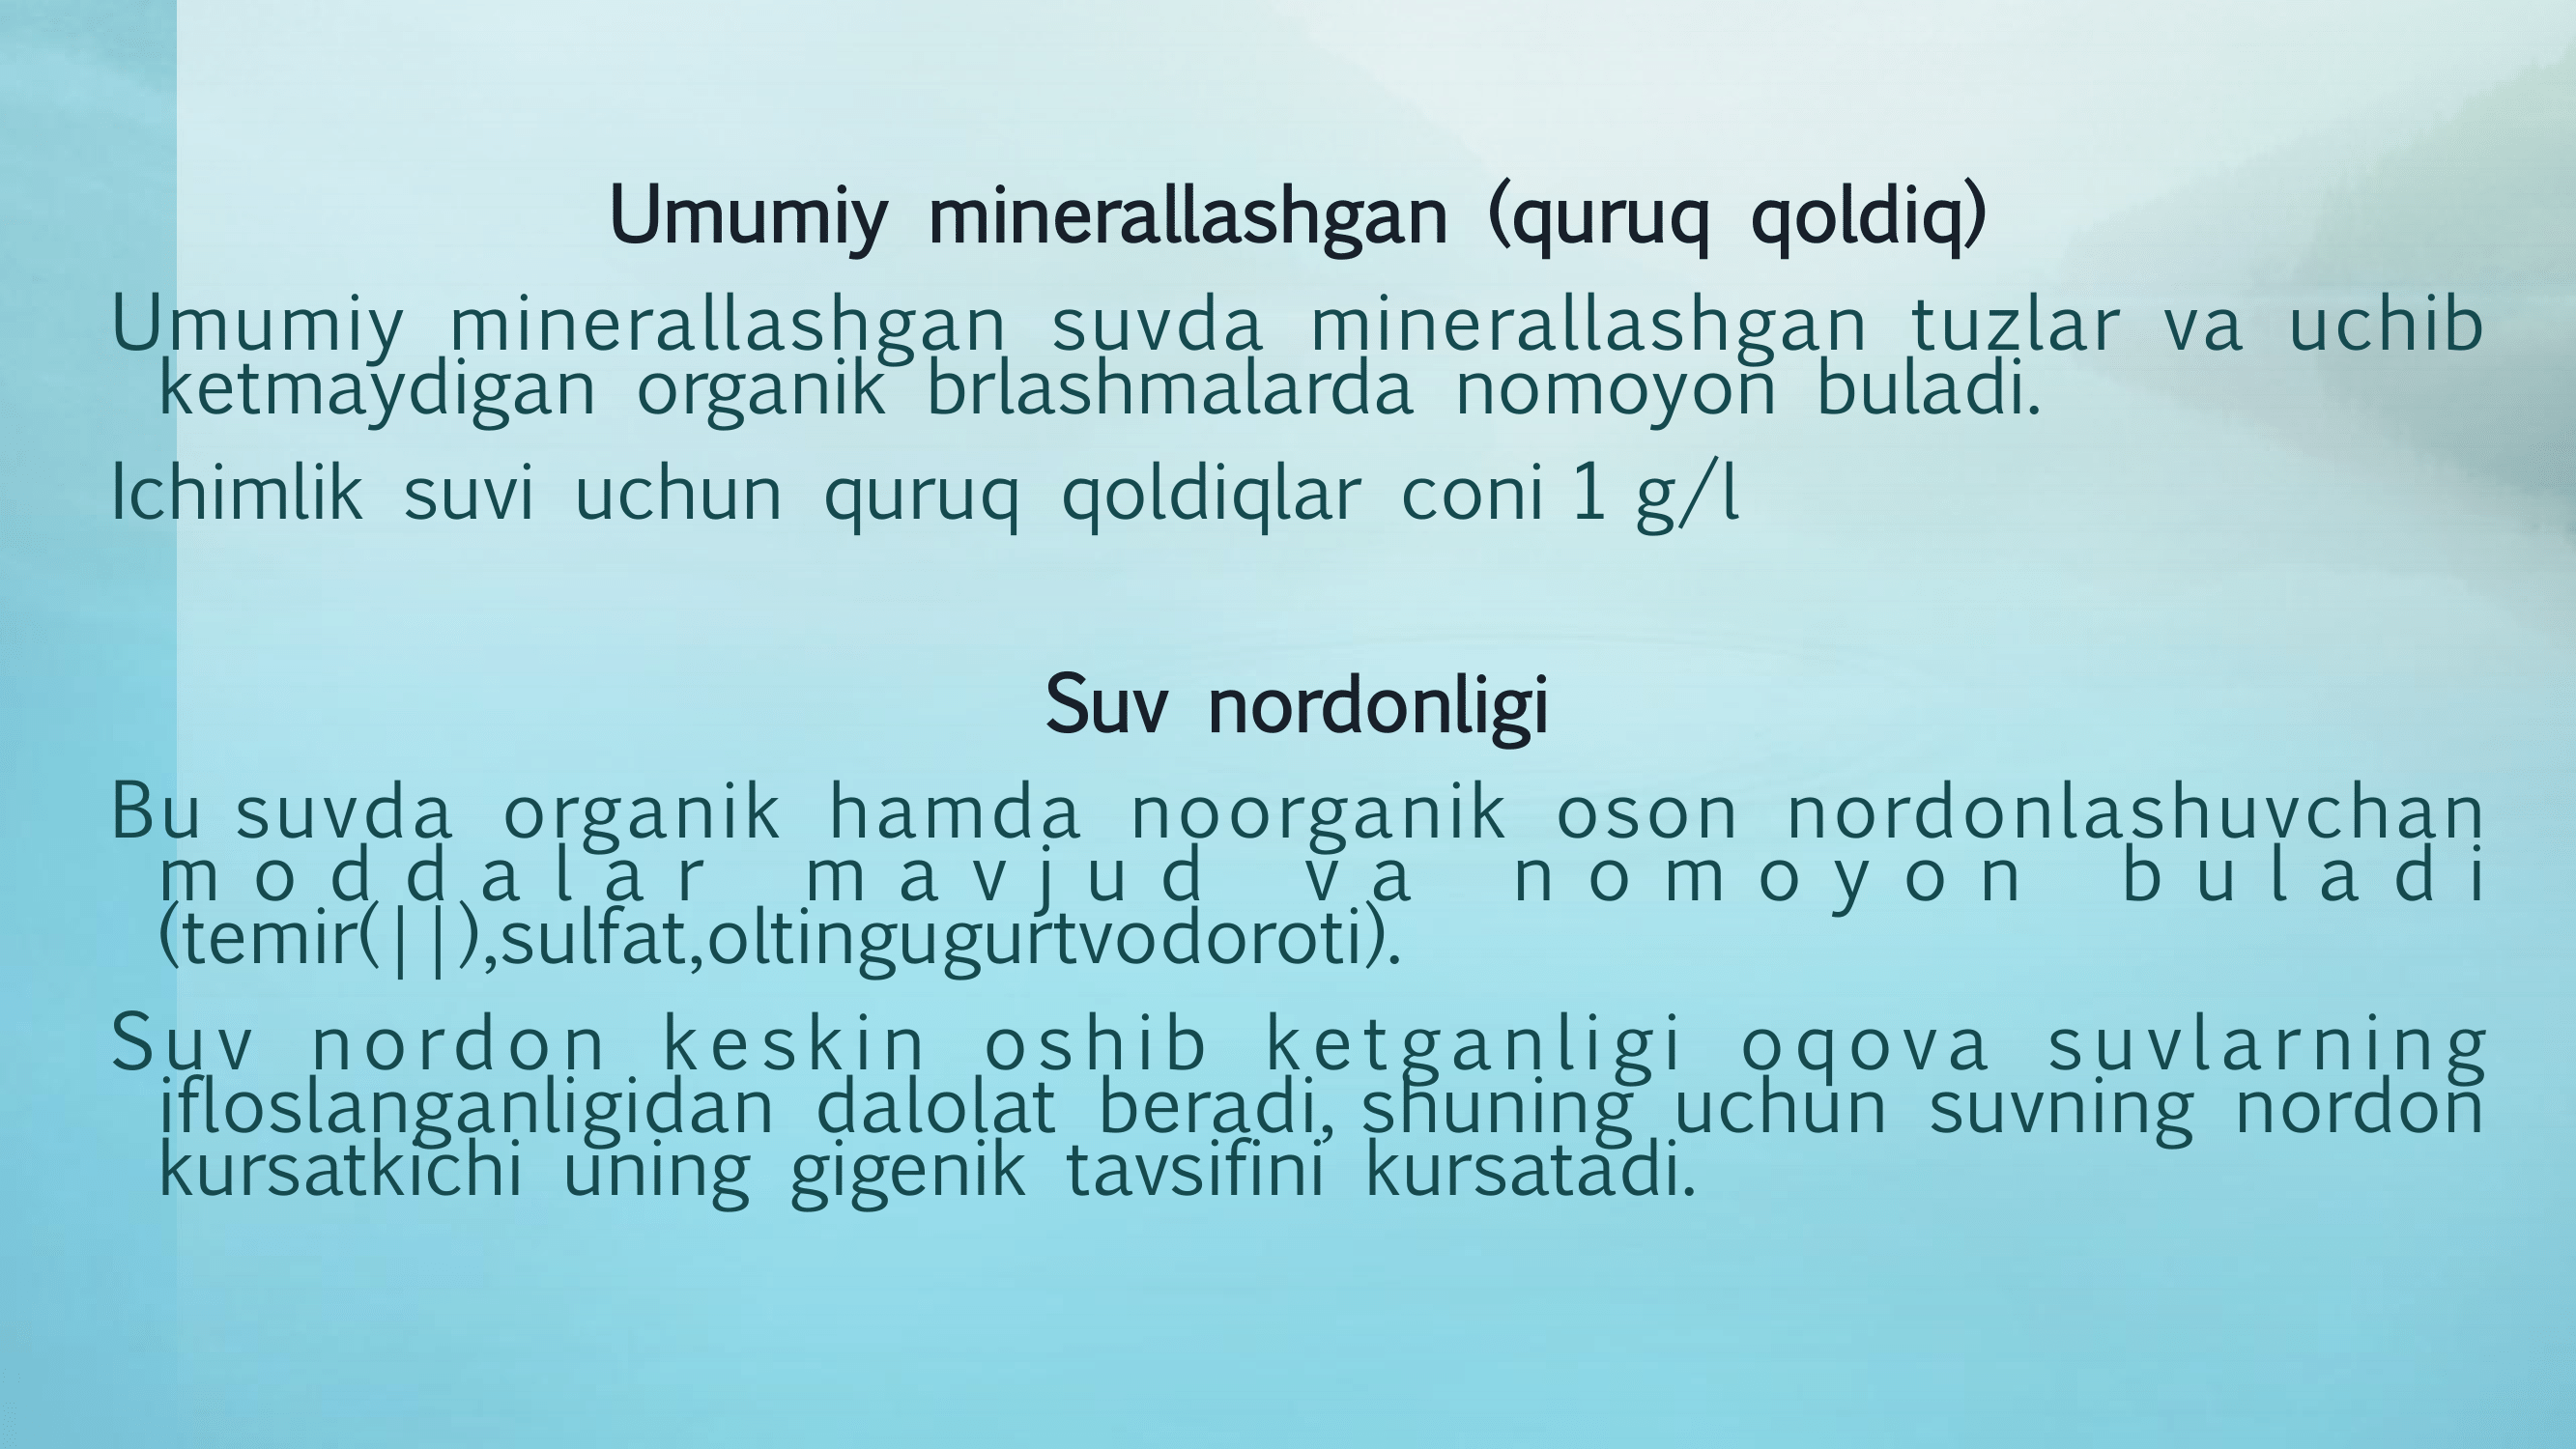 Umumiy minerallashgan (quruq qoldiq)
Umumiy minerallashgan suvda minerallashgan tuzlar va uchib
ketmaydigan organik brlashmalarda nomoyon buladi.
Ichimlik suvi uchun quruq qoldiqlar coni 1 g/l
Suv nordonligi
Bu suvda organik hamda noorganik oson nordonlashuvchan
moddalar mavjud va nomoyon buladi
(temir(||),sulfat,oltingugurtvodoroti).
Suv nordon keskin oshib ketganligi oqova suvlarning
ifloslanganligidan dalolat beradi, shuning uchun suvning nordon
kursatkichi uning gigenik tavsifini kursatadi.